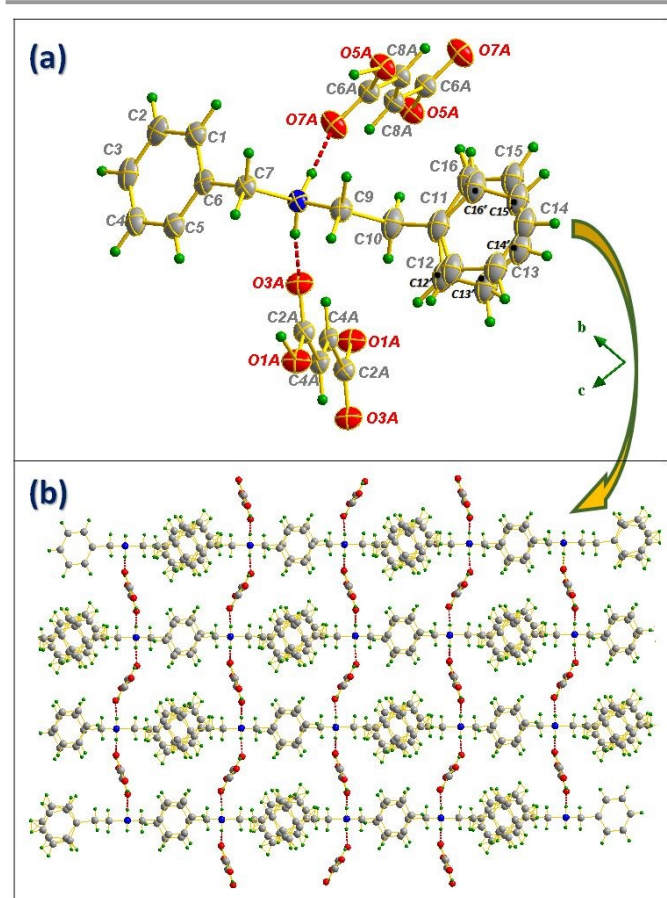 (a)
O5A
C8A
O7A
C6A
C6A
O7A
O5A
C8A
C2
C1
C3
C7
C6
C4
C5
C9
C10
C11
C16
C15
C16'
C15'
C14
C14'
C13
C12
C12'
C13'
O3A
C2A
C4A
O1A
O1A
C4A
C2A
O3A
b
c
(b)